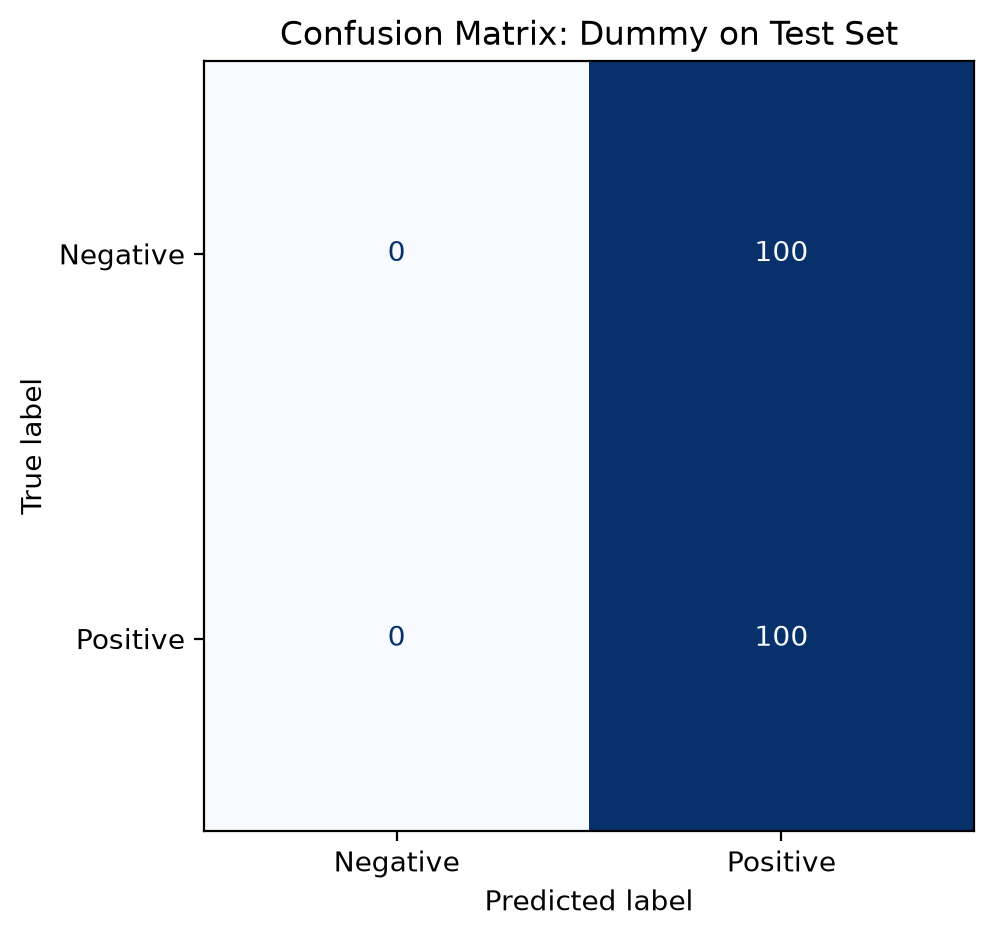 Confusion Matrix: Dummy on Test Set
Negative
0
100
True label
Positive
0
100
Negative
Positive
Predicted label